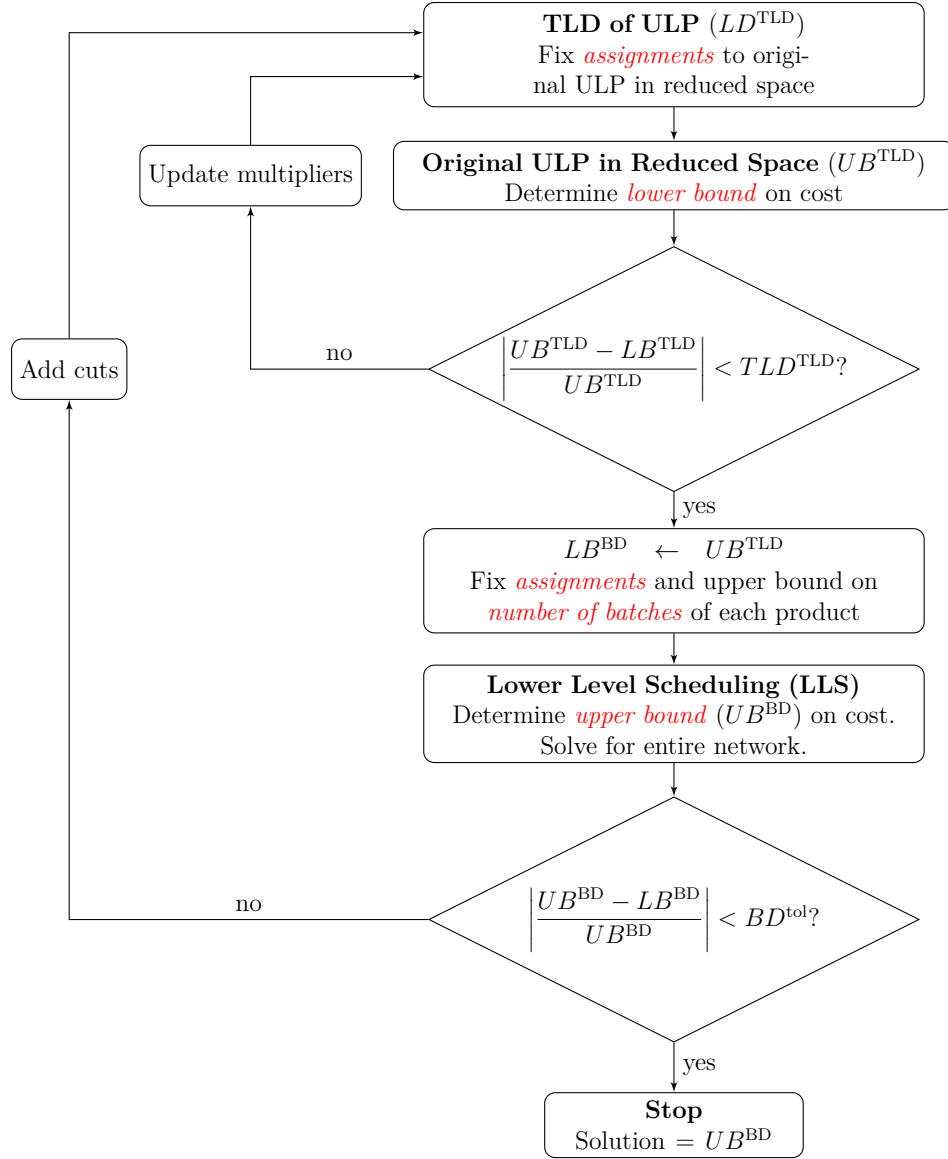 TLD of ULP (LD^TLD)
Fix assignments to origi-
nal ULP in reduced space
Update multipliers
Original ULP in Reduced Space (UB^TLD)
Determine lower bound on cost
no
|UB^TLD − LB^TLD / UB^TLD| < TLD^TLD?
Add cuts
yes
LB^BD ← UB^TLD
Fix assignments and upper bound on
number of batches of each product
Lower Level Scheduling (LLS)
Determine upper bound (UB^BD) on cost.
Solve for entire network.
no
|UB^BD − LB^BD / UB^BD| < BD^tol?
yes
Stop
Solution = UB^BD